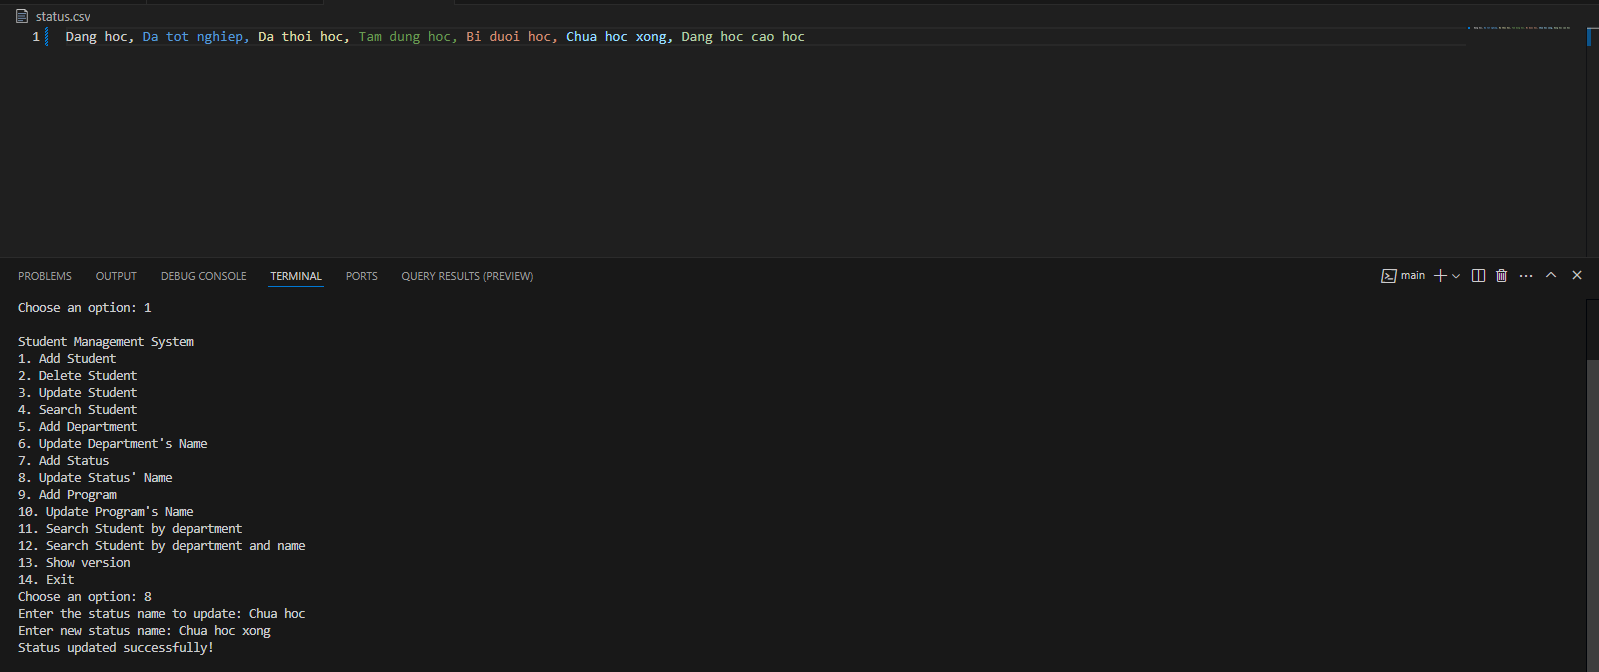 status.csv
1 Dang hoc, Da tot nghiep, Da thoi hoc, Tam dung hoc, Bi duoi hoc, Chua hoc xong, Dang hoc cao hoc
PROBLEMS OUTPUT DEBUG CONSOLE TERMINAL PORTS QUERY RESULTS (PREVIEW) main
Choose an option: 1
Student Management System
1. Add Student
2. Delete Student
3. Update Student
4. Search Student
5. Add Department
6. Update Department's Name
7. Add Status
8. Update Status' Name
9. Add Program
10. Update Program's Name
11. Search Student by department
12. Search Student by department and name
13. Show version
14. Exit
Choose an option: 8
Enter the status name to update: Chua hoc
Enter new status name: Chua hoc xong
Status updated successfully!